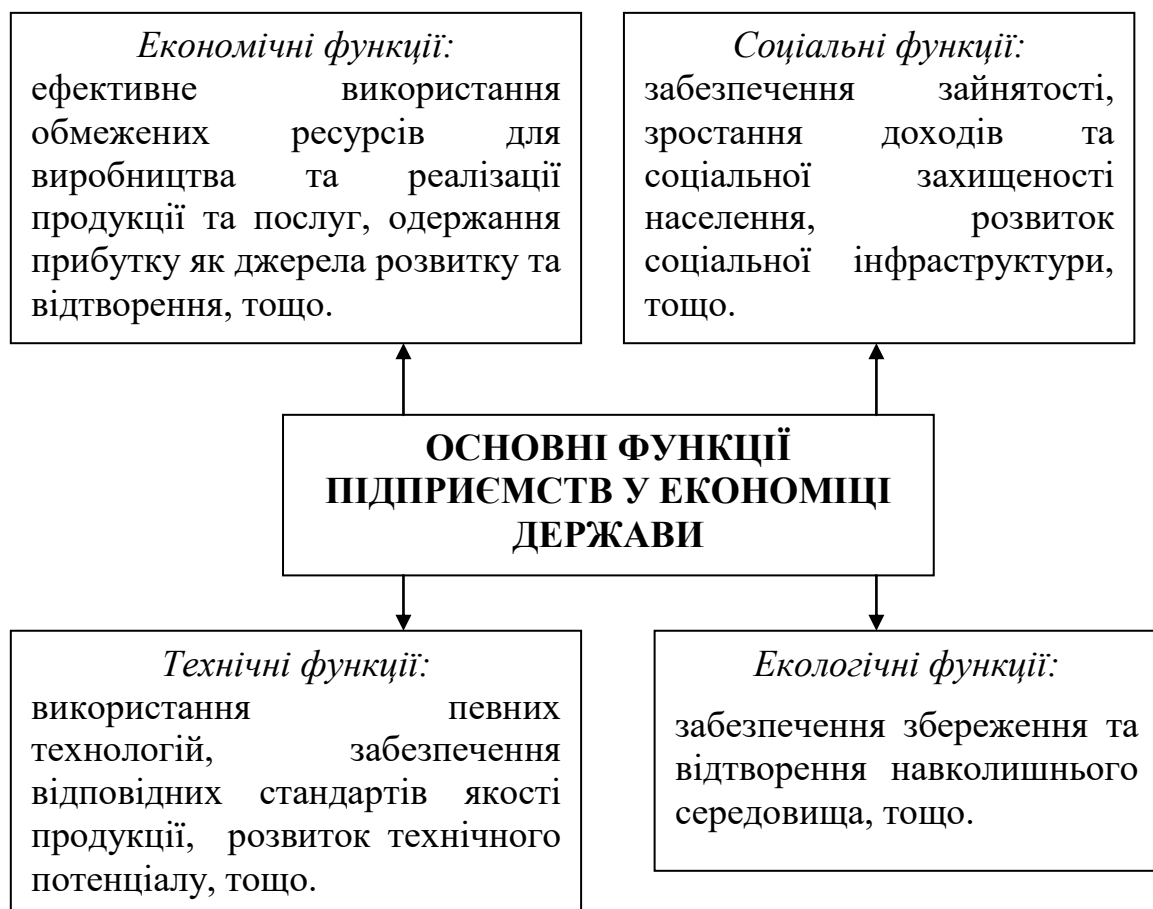 Економічні функції:
ефективне використання
обмежених ресурсів для
виробництва та реалізації
продукції та послуг, одержання
прибутку як джерела розвитку та
відтворення, тощо.
Соціальні функції:
забезпечення зайнятості,
зростання доходів та
соціальної захищеності
населення, розвиток
соціальної інфраструктури,
тощо.
ОСНОВНІ ФУНКЦІЇ
ПІДПРИЄМСТВ У ЕКОНОМІЦІ
ДЕРЖАВИ
Технічні функції:
використання певних
технологій, забезпечення
відповідних стандартів якості
продукції, розвиток технічного
потенціалу, тощо.
Екологічні функції:
забезпечення збереження та
відтворення навколишнього
середовища, тощо.